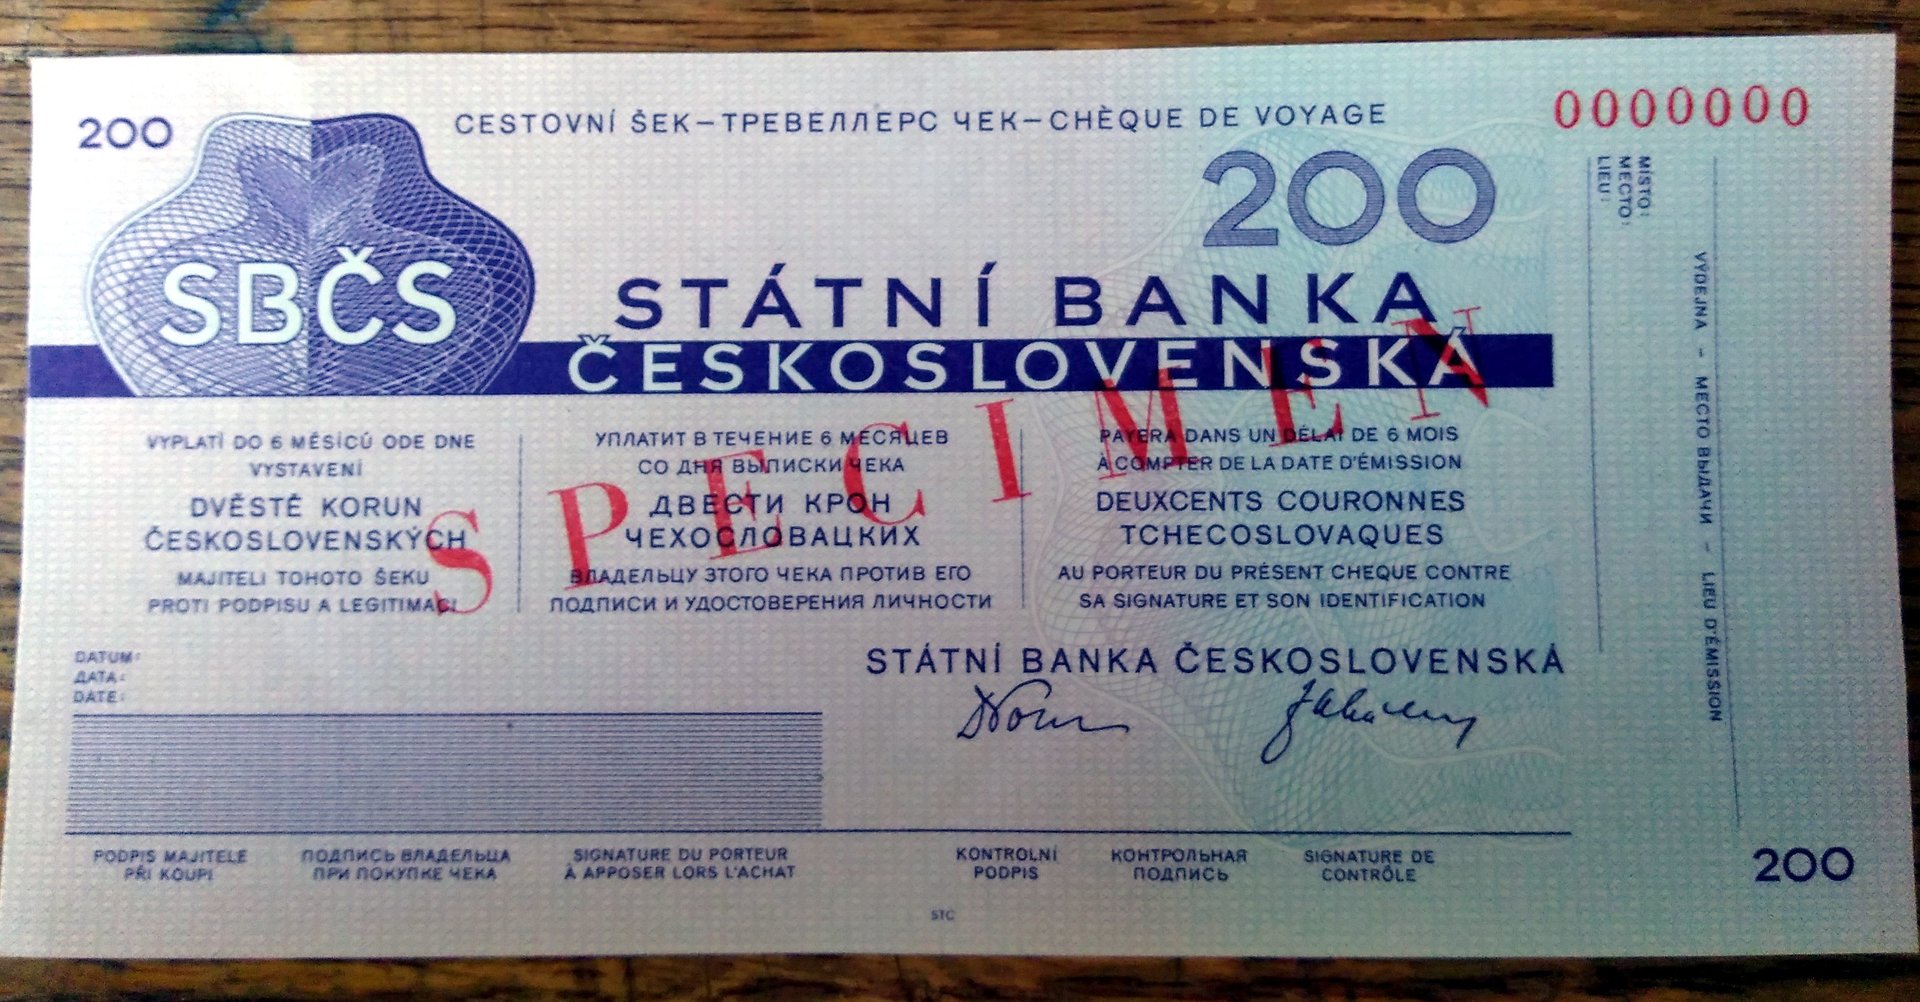 200
CESTOVNÍ ŠEK – ТРЕВЕЛЛЕРС ЧЕК – CHÈQUE DE VOYAGE
0000000
200
SBČS
STÁTNÍ BANKA
ČESKOSLOVENSKÁ
SPECIMEN
VYPLATÍ DO 6 MĚSÍCŮ ODE DNE
VYSTAVENÍ
DVĚSTĚ KORUN
ČESKOSLOVENSKÝCH
MAJITELI TOHOTO ŠEKU
PROTI PODPISU A LEGITIMACI
УПЛАТИТ В ТЕЧЕНИЕ 6 МЕСЯЦЕВ
СО ДНЯ ВЫПИСКИ ЧЕКА
ДВЕСТИ КРОН
ЧЕХОСЛОВАЦКИХ
ВЛАДЕЛЬЦУ ЭТОГО ЧЕКА ПРОТИВ ЕГО
ПОДПИСИ И УДОСТОВЕРЕНИЯ ЛИЧНОСТИ
PAYERA DANS UN DÉLAI DE 6 MOIS
À COMPTER DE LA DATE D'ÉMISSION
DEUXCENTS COURONNES
TCHECOSLOVAQUES
AU PORTEUR DU PRÉSENT CHEQUE CONTRE
SA SIGNATURE ET SON IDENTIFICATION
DATUM:
ДАТА:
DATE:
STÁTNÍ BANKA ČESKOSLOVENSKÁ
PODPIS MAJITELE
PŘI KOUPI
ПОДПИСЬ ВЛАДЕЛЬЦА
ПРИ ПОКУПКЕ ЧЕКА
SIGNATURE DU PORTEUR
À APPOSER LORS L'ACHAT
KONTROLNÍ
PODPIS
КОНТРОЛЬНАЯ
ПОДПИСЬ
SIGNATURE DE
CONTRÔLE
STC
MÍSTO:
МЕСТО:
LIEU:
VÝDEJNA – МЕСТО ВЫДАЧИ – LIEU D'ÉMISSION
200